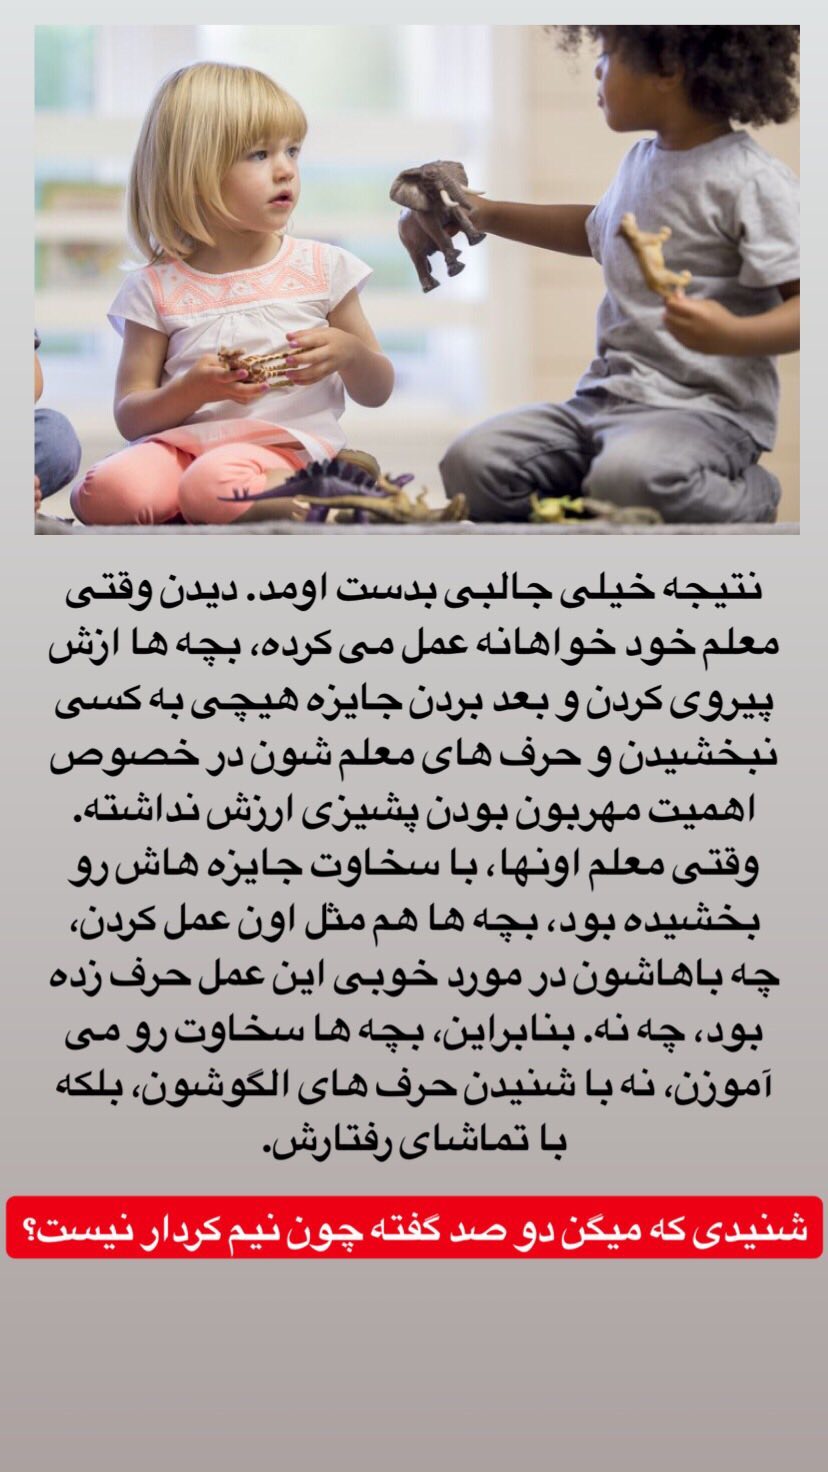 نتیجه خیلی جالبی بدست اومد. دیدن وقتی
معلم خود خواهانه عمل می کرده، بچه ها ازش
پیروی کردن و بعد بردن جایزه هیچی به کسی
نبخشیدن و حرف های معلم شون در خصوص
اهمیت مهربون بودن پشیزی ارزش نداشته.
وقتی معلم اونها، با سخاوت جایزه هاش رو
بخشیده بود، بچه ها هم مثل اون عمل کردن،
چه باهاشون در مورد خوبی این عمل حرف زده
بود، چه نه. بنابراین، بچه ها سخاوت رو می
آموزن، نه با شنیدن حرف های الگوشون، بلکه
با تماشای رفتارش.
شنیدی که میگن دو صد گفته چون نیم کردار نیست؟